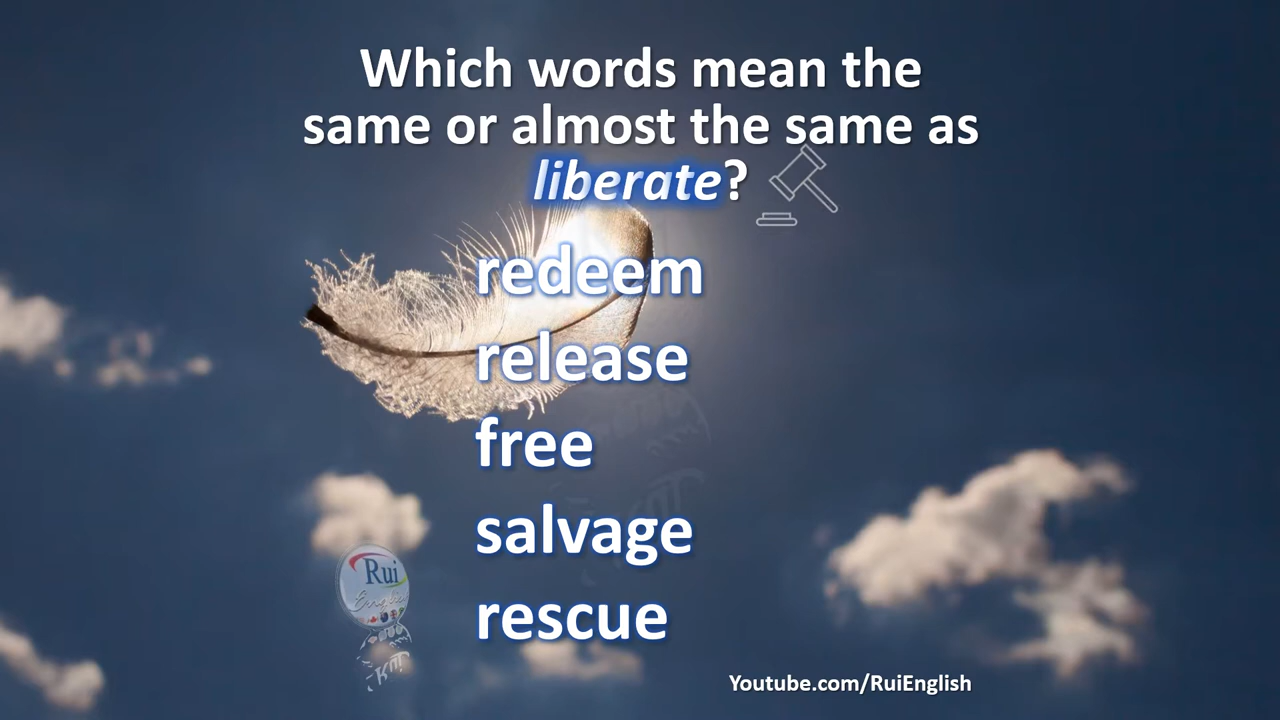 Which words mean the
same or almost the same as
liberate?
redeem
release
free
salvage
rescue
Rui
Youtube.com/RuiEnglish